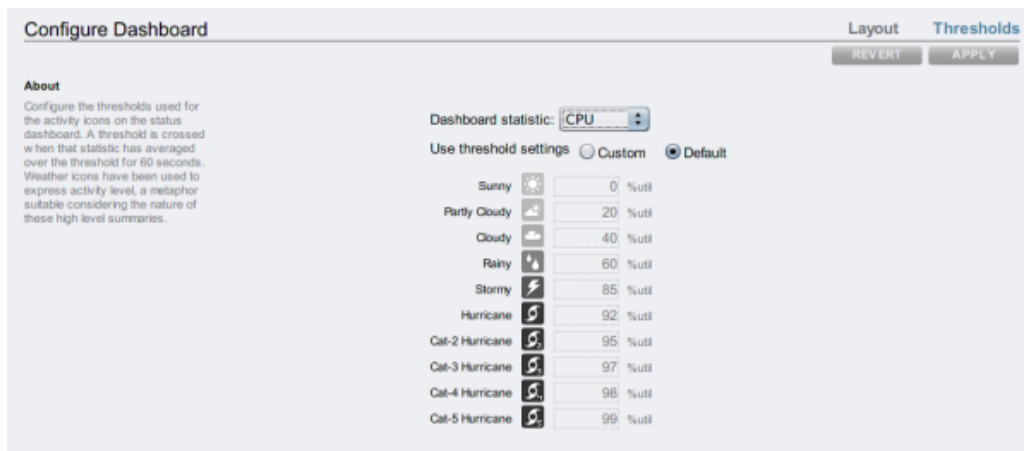 Configure Dashboard
Layout Thresholds
REVERT APPLY
About
Configure the thresholds used for
the activity icons on the status
dashboard. A threshold is crossed
when that statistic has averaged
over the threshold for 60 seconds.
Weather icons have been used to
express activity level, a metaphor
suitable considering the nature of
these high level summaries.
Dashboard statistic: CPU
Use threshold settings Custom Default
Sunny 0 %util
Partly Cloudy 20 %util
Cloudy 40 %util
Rainy 60 %util
Stormy 85 %util
Hurricane 92 %util
Cat-2 Hurricane 2 95 %util
Cat-3 Hurricane 3 97 %util
Cat-4 Hurricane 4 98 %util
Cat-5 Hurricane 5 99 %util